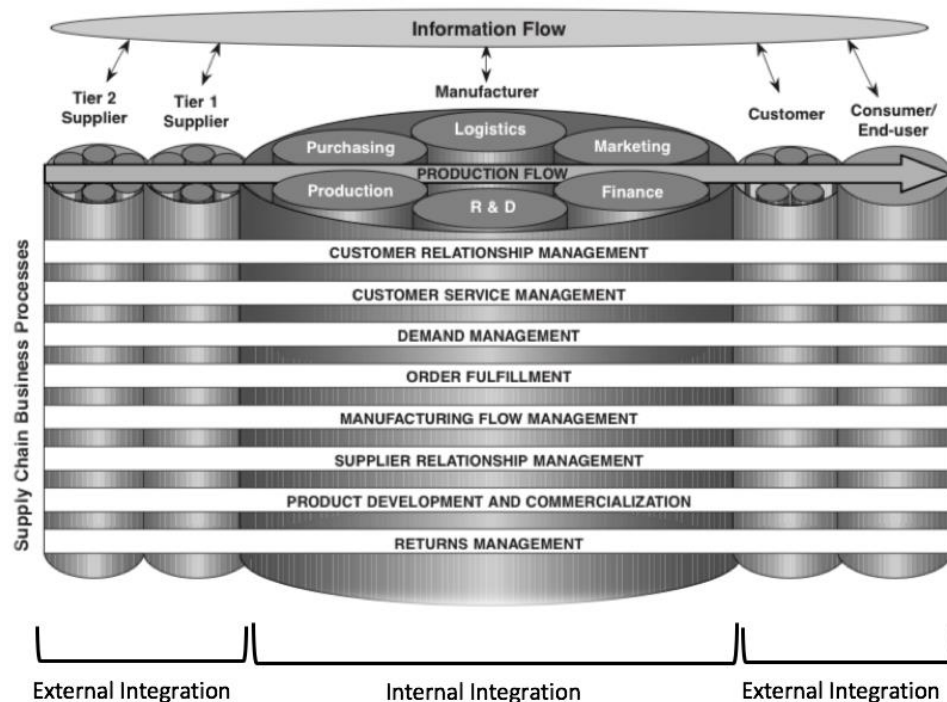 Information Flow
Tier 2
Supplier
Tier 1
Supplier
Manufacturer
Customer
Consumer/
End-user
Logistics
Purchasing
Marketing
PRODUCTION FLOW
Production
R & D
Finance
Supply Chain Business Processes
CUSTOMER RELATIONSHIP MANAGEMENT
CUSTOMER SERVICE MANAGEMENT
DEMAND MANAGEMENT
ORDER FULFILLMENT
MANUFACTURING FLOW MANAGEMENT
SUPPLIER RELATIONSHIP MANAGEMENT
PRODUCT DEVELOPMENT AND COMMERCIALIZATION
RETURNS MANAGEMENT
External Integration
Internal Integration
External Integration